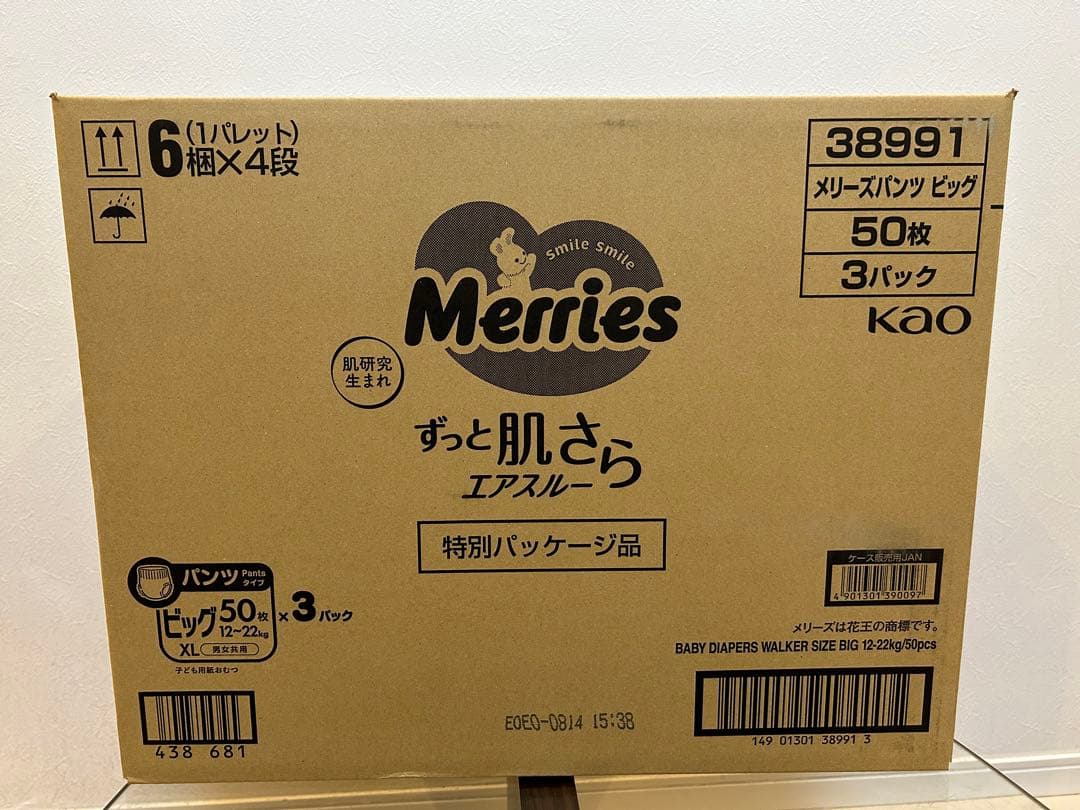 6(1パレット)
梱×4段
38991
メリーズパンツ ビッグ
50枚
3パック
Kao
smile smile
Merries
肌研究
生まれ
ずっと肌さら
エアスルー
特別パッケージ品
パンツ Pants
タイプ
ビッグ50枚×3パック
12~22kg
XL 男女共用
子ども用紙おむつ
438 681
E0E0-0814 15:38
ケース販売用JAN
4 901301 390097
メリーズは花王の商標です。
BABY DIAPERS WALKER SIZE BIG 12-22kg/50pcs
149 01301 38991 3